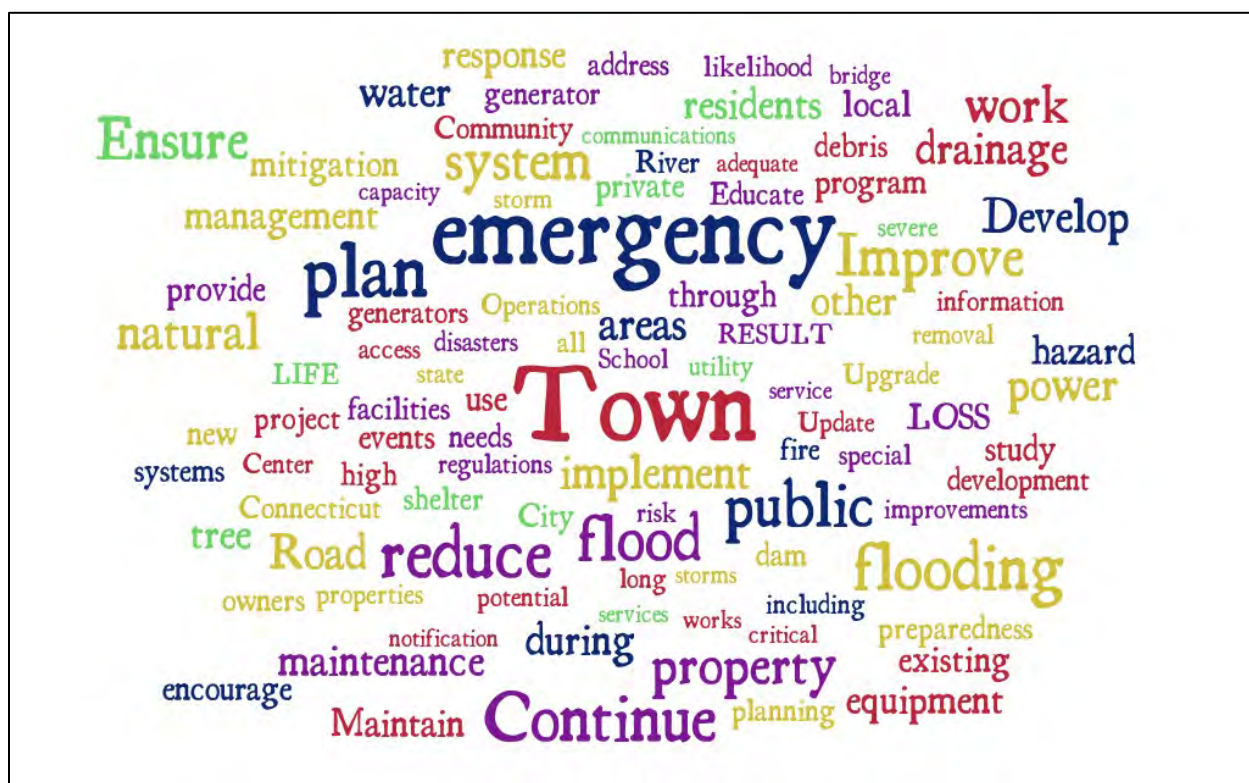 response address likelihood bridge
water generator residents local work
Ensure Community communications debris drainage
mitigation system River adequate program
capacity storm private Educate Develop
management emergency severe Improve
plan
provide generators Operations through other information
natural areas RESULT removal hazard
access disasters all School utility
LIFE state Town service Upgrade power
new project facilities use Update LOSS
events needs fire special study
systems Center high regulations implement development
Connecticut shelter City risk public improvements
tree Road reduce flood dam flooding
owners properties potential long storms
services works including preparedness
notification during critical
maintenance property existing
encourage Maintain Continue planning equipment